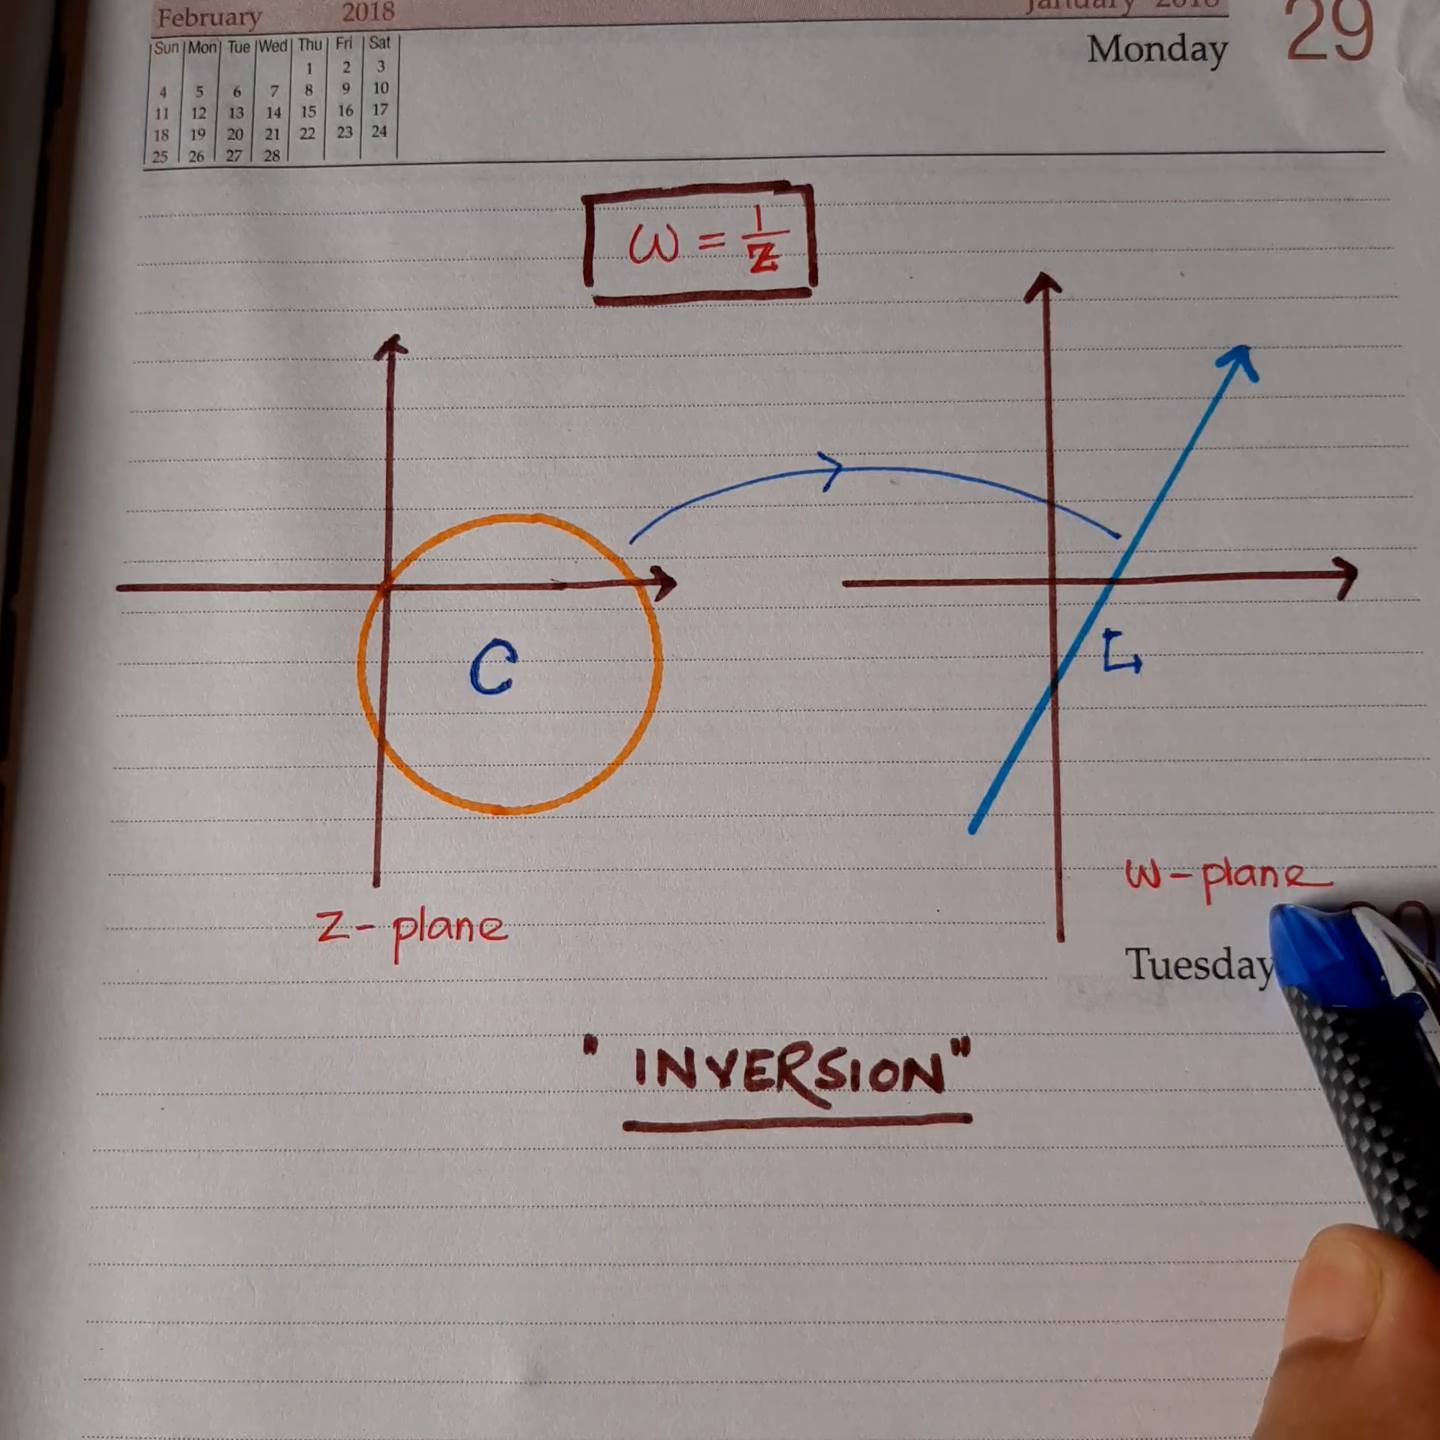 February 2018
January 2018
Monday 29
Sun Mon Tue Wed Thu Fri Sat
1 2 3
4 5 6 7 8 9 10
11 12 13 14 15 16 17
18 19 20 21 22 23 24
25 26 27 28
ω = 1/z
C
L
z - plane
w - plane
Tuesday
" INVERSION "